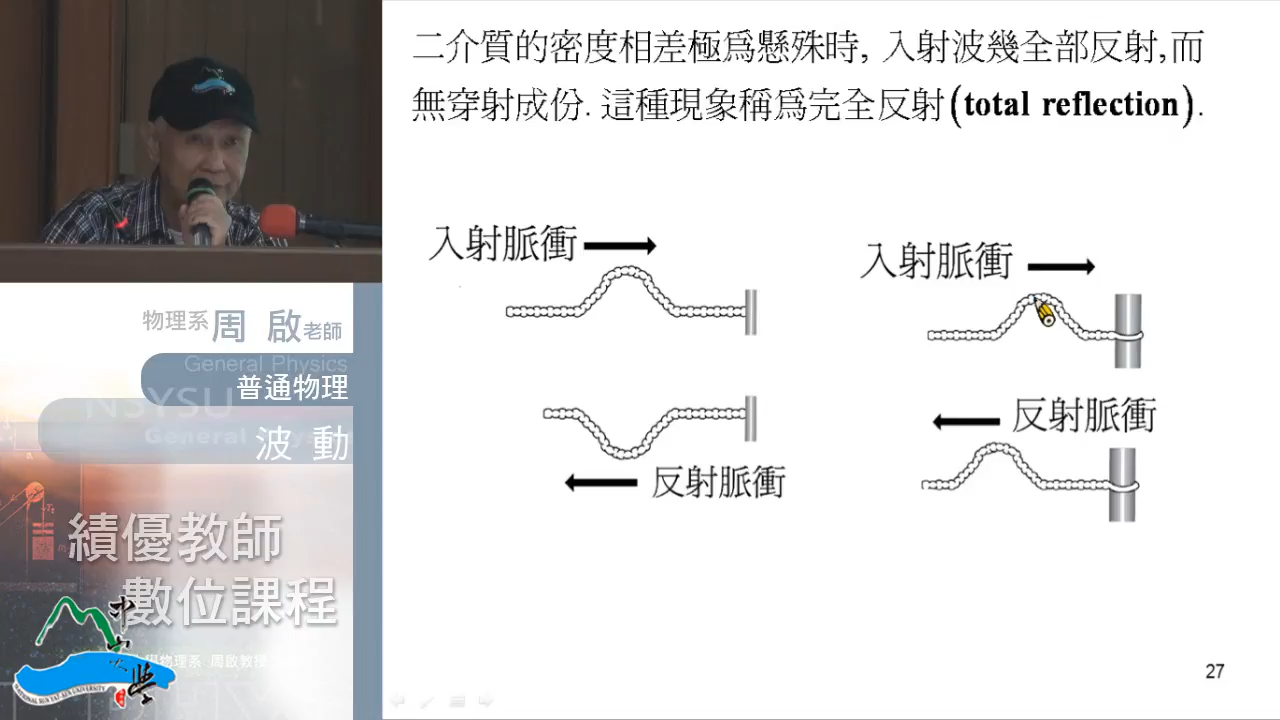 二介質的密度相差極爲懸殊時, 入射波幾全部反射,而
無穿射成份. 這種現象稱爲完全反射(total reflection).
入射脈衝
入射脈衝
反射脈衝
反射脈衝
27
物理系 周 啟 老師
General Physics
普通物理
NSYSU
波 動
績優教師
數位課程